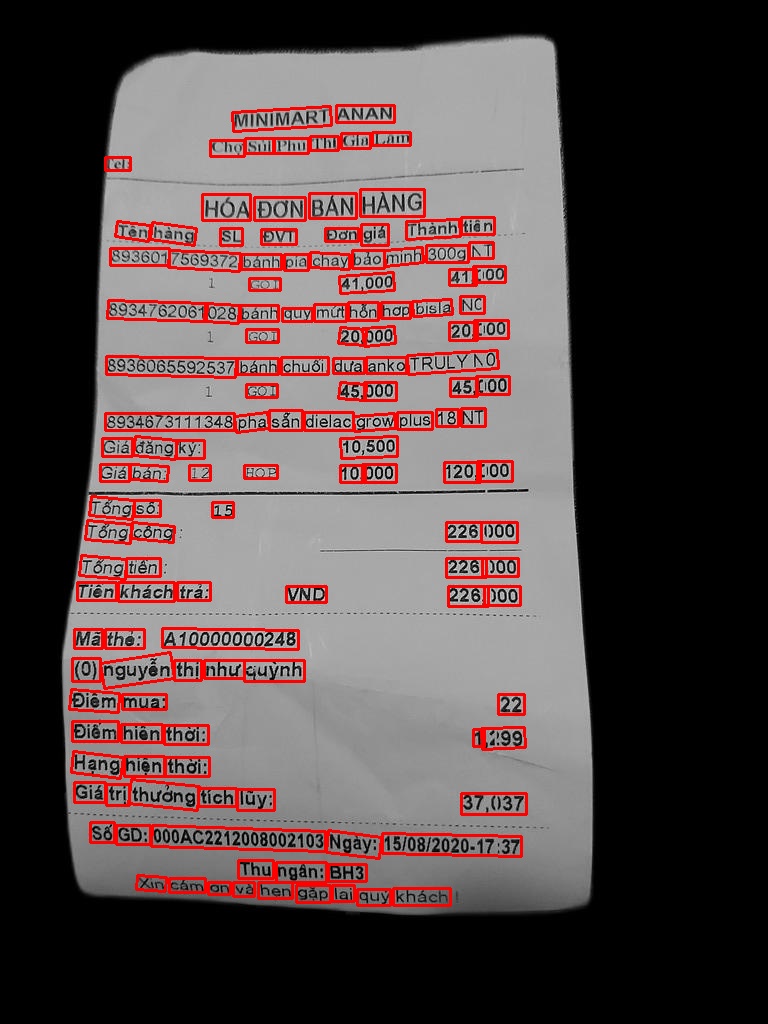 MINIMART ANAN
Chợ Sủi Phú Thị Gia Lâm
Tel:
HÓA ĐƠN BÁN HÀNG
Tên hàng SL ĐVT Đơn giá Thành tiền
8936017569372 bánh pía chay bảo minh 300g NT
1 GOI 41,000 41,000
8934762061028 bánh quy mứt hỗn hợp bisla NC
1 GOI 20,000 20,000
8936065592537 bánh chuối dưa anko TRULY N0
1 GOI 45,000 45,000
8934673111348 pha sẵn dielac grow plus 18 NT
Giá đăng ký: 10,500
Giá bán: 12 HOP 10,000 120,000
Tổng số: 15
Tổng cộng : 226,000
Tổng tiền : 226,000
Tiền khách trả: VND 226,000
Mã thẻ: A10000000248
(0) nguyễn thị như quỳnh
Điểm mua: 22
Điểm hiện thời: 1,299
Hạng hiện thời:
Giá trị thưởng tích lũy: 37,037
Số GD: 000AC2212008002103 Ngày: 15/08/2020-17:37
Thu ngân: BH3
Xin cảm ơn và hẹn gặp lại quý khách !